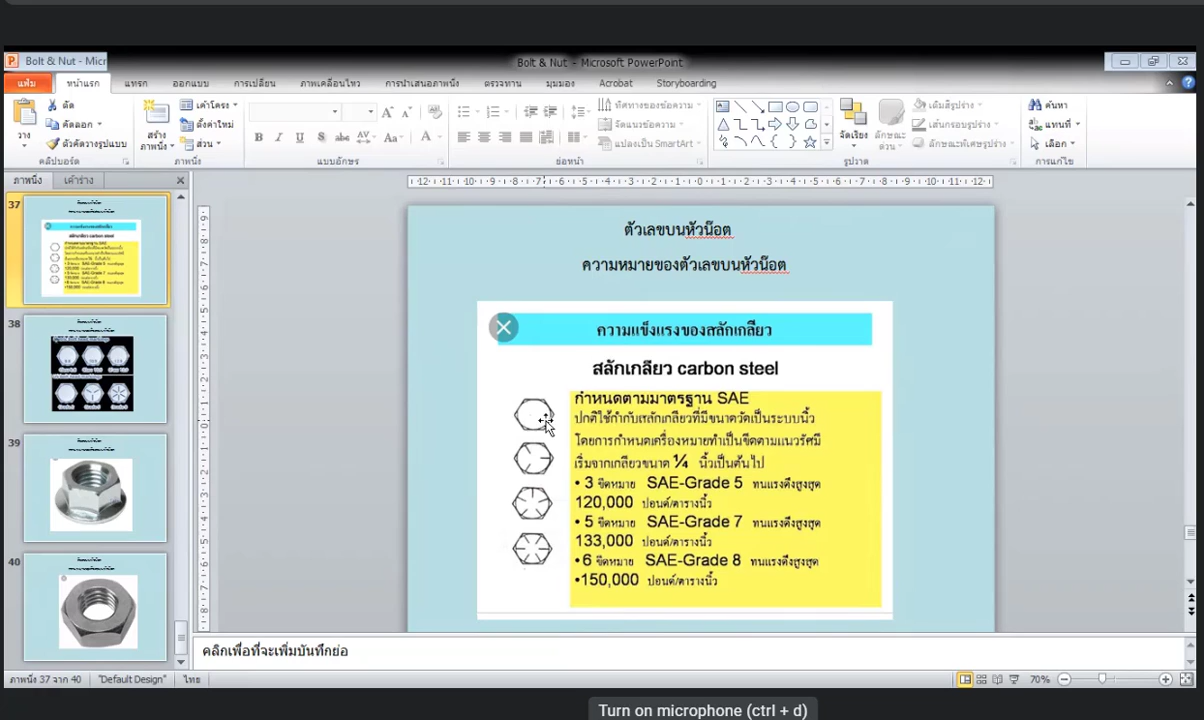 Bolt & Nut - Micr
Bolt & Nut - Microsoft PowerPoint
แฟ้ม
หน้าแรก
แทรก
ออกแบบ
การเปลี่ยน
ภาพเคลื่อนไหว
การนำเสนอภาพนิ่ง
ตรวจทาน
มุมมอง
Acrobat
Storyboarding
วาง
ตัด
คัดลอก
ตัวคัดวางรูปแบบ
คลิปบอร์ด
สร้าง
ภาพนิ่ง
เค้าโครง
ตั้งค่าใหม่
ส่วน
ภาพนิ่ง
แบบอักษร
ทิศทางของข้อความ
จัดแนวข้อความ
แปลงเป็น SmartArt
ย่อหน้า
จัดเรียง
ลักษณะ
ด่วน
เติมสีรูปร่าง
เส้นกรอบรูปร่าง
ลักษณะพิเศษรูปร่าง
รูปวาด
ค้นหา
แทนที่
เลือก
การแก้ไข
ภาพนิ่ง
เค้าร่าง
37
38
39
40
ตัวเลขบนหัวน๊อต
ความหมายของตัวเลขบนหัวน๊อต
ความแข็งแรงของสลักเกลียว
สลักเกลียว carbon steel
กำหนดตามมาตรฐาน SAE
ปกติใช้กำกับสลักเกลียวที่มีขนาดวัดเป็นระบบนิ้ว
โดยการกำหนดเครื่องหมายทำเป็นขีดตามแนวรัศมี
เริ่มจากเกลียวขนาด ¼ นิ้วเป็นต้นไป
• 3 ขีดหมาย SAE-Grade 5 ทนแรงดึงสูงสุด
120,000 ปอนด์/ตารางนิ้ว
• 5 ขีดหมาย SAE-Grade 7 ทนแรงดึงสูงสุด
133,000 ปอนด์/ตารางนิ้ว
• 6 ขีดหมาย SAE-Grade 8 ทนแรงดึงสูงสุด
•150,000 ปอนด์/ตารางนิ้ว
คลิกเพื่อที่จะเพิ่มบันทึกย่อ
ภาพนิ่ง 37 จาก 40
"Default Design"
ไทย
70%
Turn on microphone (ctrl + d)